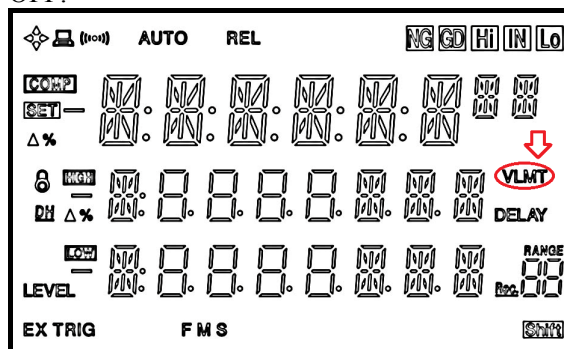 OFF.
AUTO REL NG GD Hi IN Lo
COMP
SET
Δ%
HIGH VLMT
DH Δ% DELAY
LOW RANGE
LEVEL Rec.
EX TRIG F M S Shift